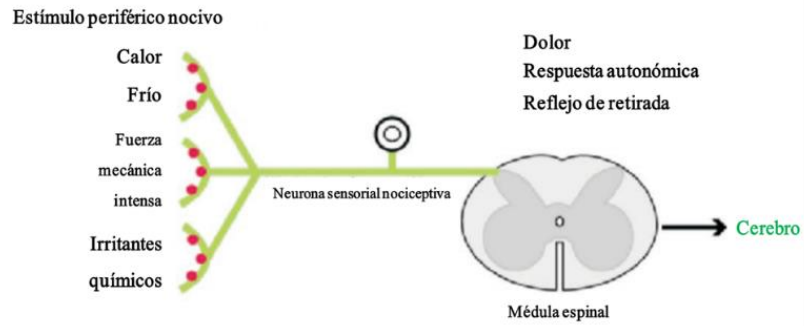 Estímulo periférico nocivo
Calor
Frío
Fuerza
mecánica
intensa
Irritantes
químicos
Neurona sensorial nociceptiva
Dolor
Respuesta autonómica
Reflejo de retirada
Cerebro
Médula espinal